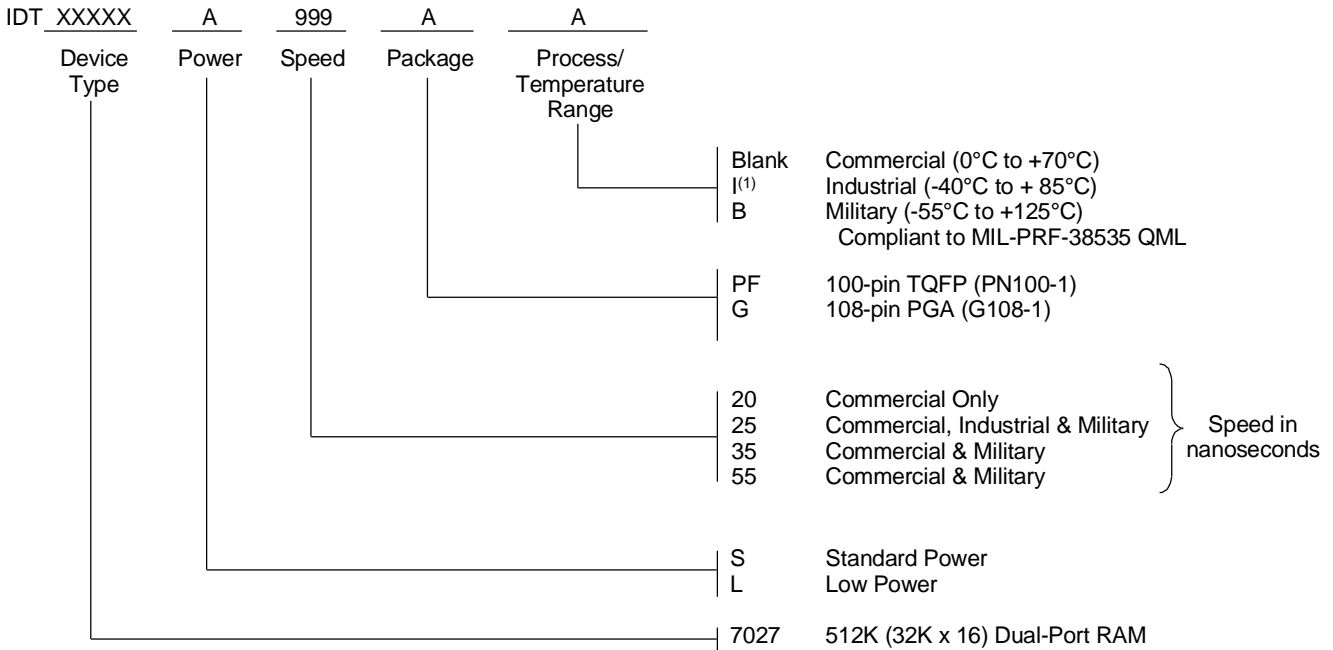 IDT XXXXX A 999 A A
Device Type
Power
Speed
Package
Process/
Temperature
Range
Blank Commercial (0°C to +70°C)
I(1) Industrial (-40°C to + 85°C)
B Military (-55°C to +125°C)
Compliant to MIL-PRF-38535 QML
PF 100-pin TQFP (PN100-1)
G 108-pin PGA (G108-1)
20 Commercial Only
25 Commercial, Industrial & Military
35 Commercial & Military
55 Commercial & Military
Speed in
nanoseconds
S Standard Power
L Low Power
7027 512K (32K x 16) Dual-Port RAM